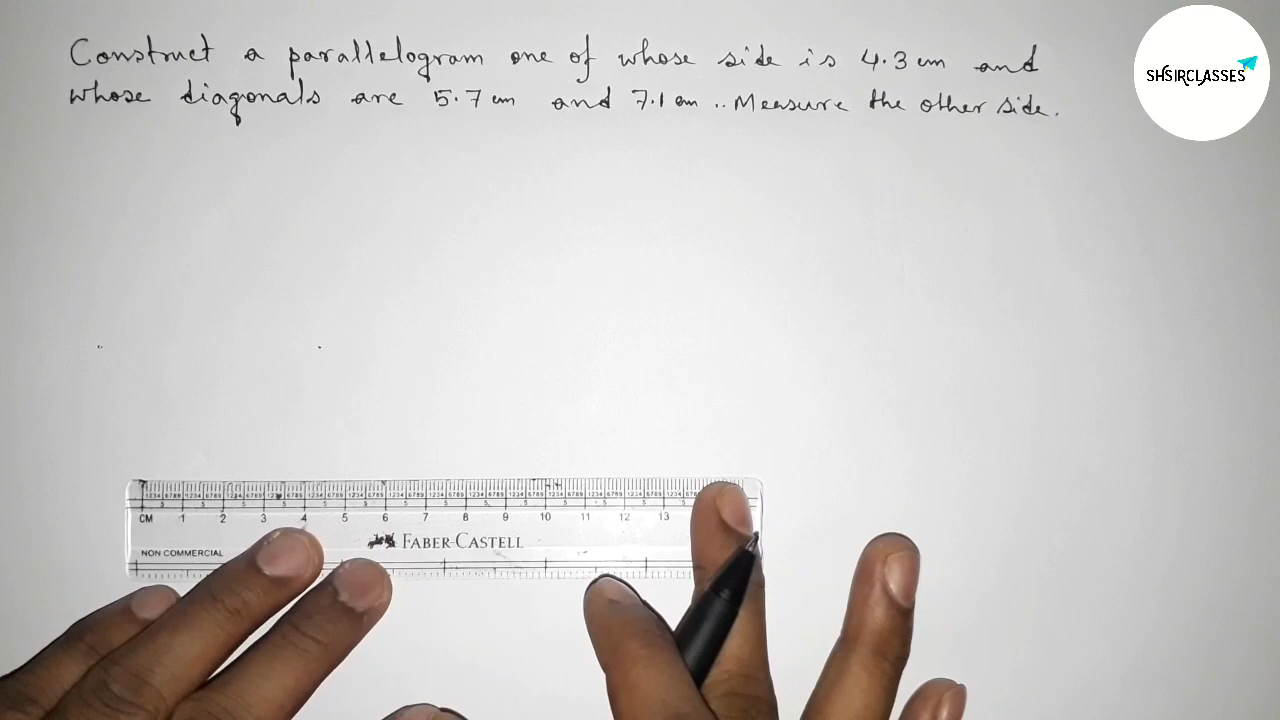 Construct a parallelogram one of whose side is 4.3 cm and
whose diagonals are 5.7 cm and 7.1 cm .. Measure the other side.
SHSIRCLASSES
CM 1 2 3 4 5 6 7 8 9 10 11 12 13
FABER-CASTELL
NON COMMERCIAL